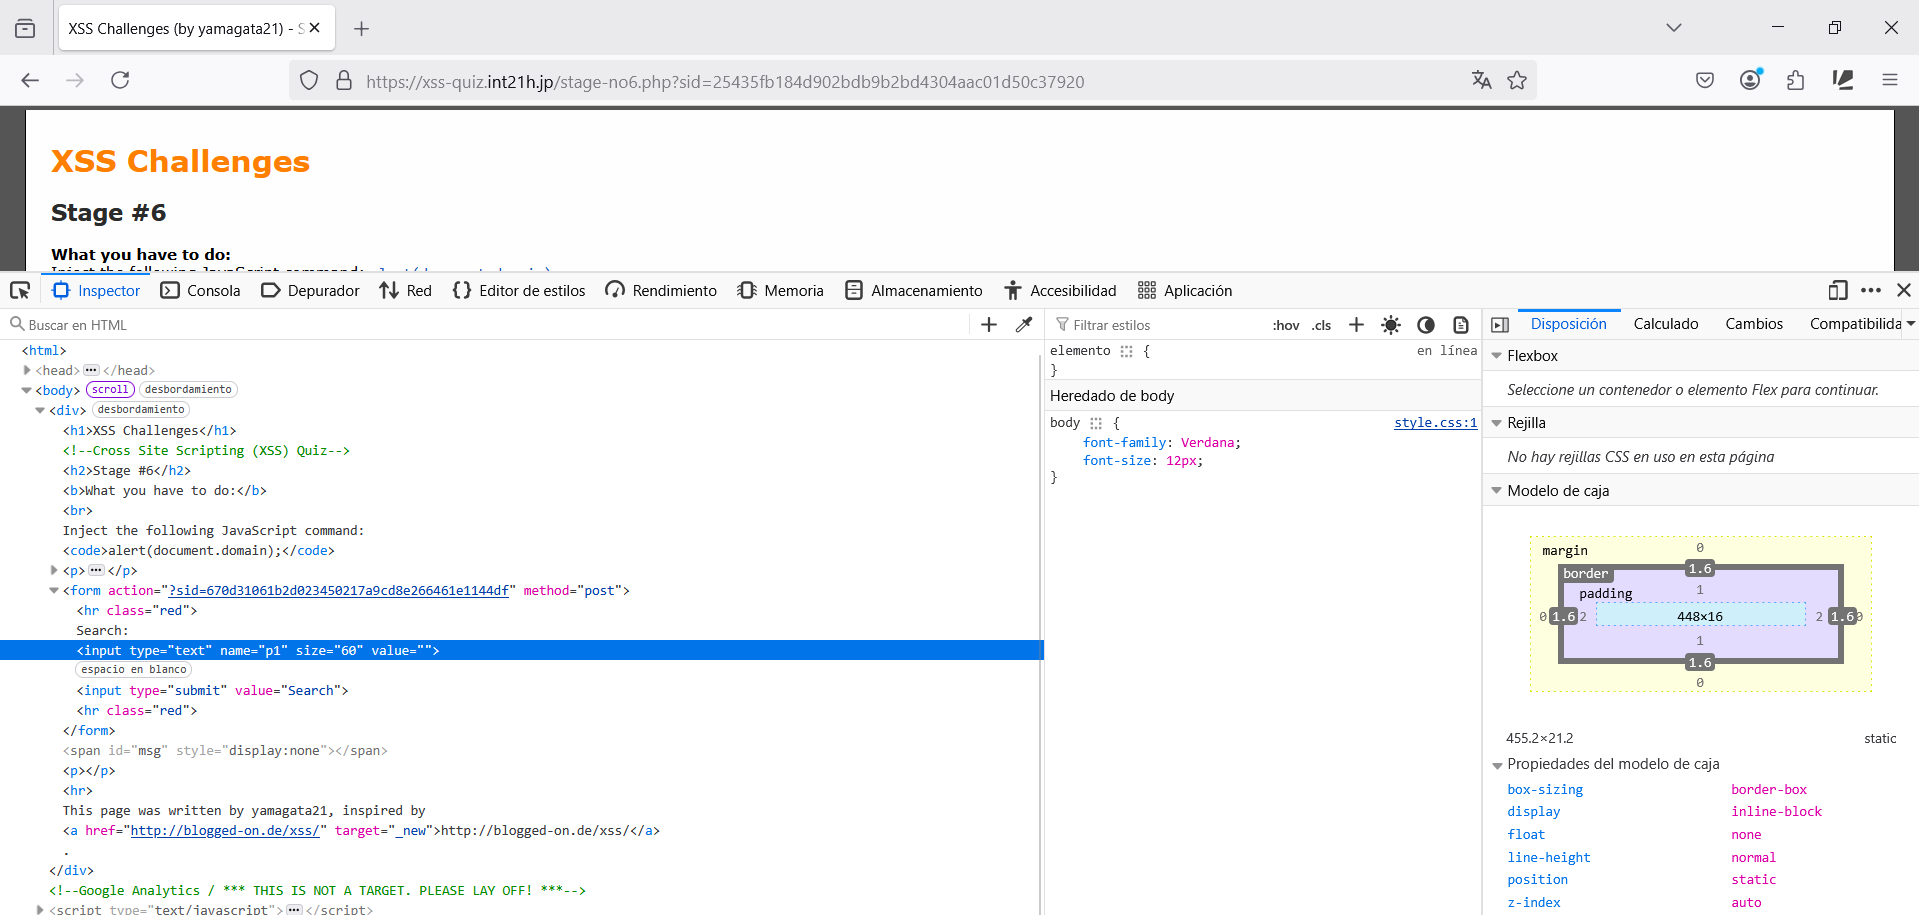 XSS Challenges (by yamagata21) - S
https://xss-quiz.int21h.jp/stage-no6.php?sid=25435fb184d902bdb9b2bd4304aac01d50c37920
XSS Challenges
Stage #6
What you have to do:
Inject the following JavaScript command: alert(document.domain);
Inspector Consola Depurador Red Editor de estilos Rendimiento Memoria Almacenamiento Accesibilidad Aplicación
Buscar en HTML
<html>
<head> ••• </head>
<body> scroll desbordamiento
<div> desbordamiento
<h1>XSS Challenges</h1>
<!--Cross Site Scripting (XSS) Quiz-->
<h2>Stage #6</h2>
<b>What you have to do:</b>
<br>
Inject the following JavaScript command:
<code>alert(document.domain);</code>
<p> ••• </p>
<form action="?sid=670d31061b2d023450217a9cd8e266461e1144df" method="post">
<hr class="red">
Search:
<input type="text" name="p1" size="60" value="">
espacio en blanco
<input type="submit" value="Search">
<hr class="red">
</form>
<span id="msg" style="display:none"></span>
<p></p>
<hr>
This page was written by yamagata21, inspired by
<a href="http://blogged-on.de/xss/" target="_new">http://blogged-on.de/xss/</a>
.
</div>
<!--Google Analytics / *** THIS IS NOT A TARGET. PLEASE LAY OFF! ***-->
<script type="text/javascript"> ••• </script>
Filtrar estilos :hov .cls
elemento { en línea
}
Heredado de body
body { style.css:1
font-family: Verdana;
font-size: 12px;
}
Disposición Calculado Cambios Compatibilida
Flexbox
Seleccione un contenedor o elemento Flex para continuar.
Rejilla
No hay rejillas CSS en uso en esta página
Modelo de caja
margin 0
border 1.6
padding 1
0 1.6 2 448×16 2 1.6 0
1
1.6
0
455.2×21.2 static
Propiedades del modelo de caja
box-sizing border-box
display inline-block
float none
line-height normal
position static
z-index auto